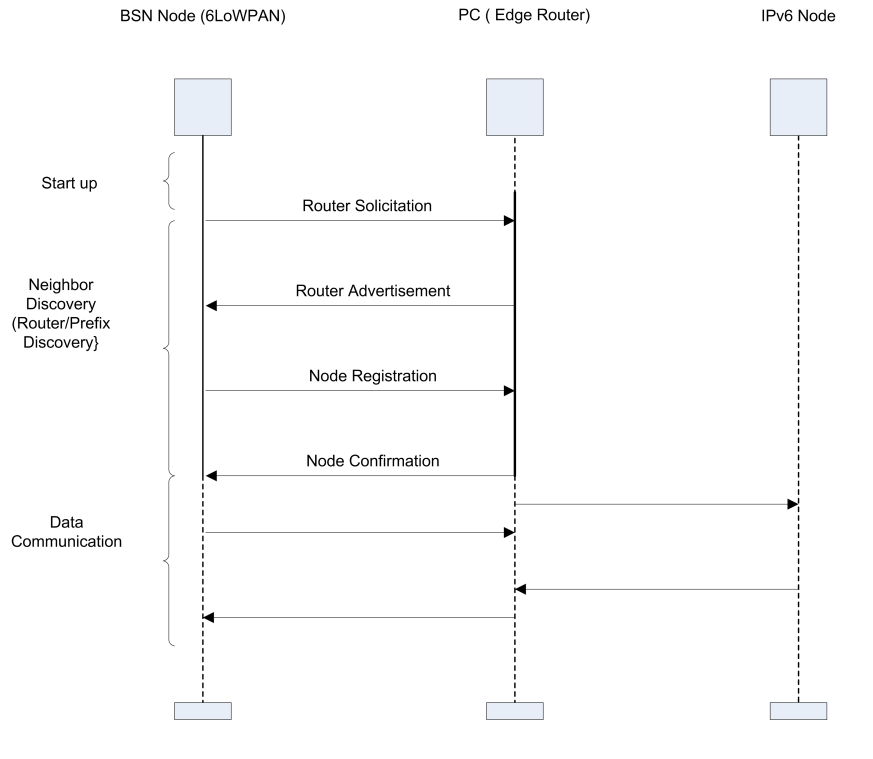 BSN Node (6LoWPAN)
PC ( Edge Router)
IPv6 Node
Start up
Router Solicitation
Neighbor
Discovery
(Router/Prefix
Discovery}
Router Advertisement
Node Registration
Node Confirmation
Data
Communication